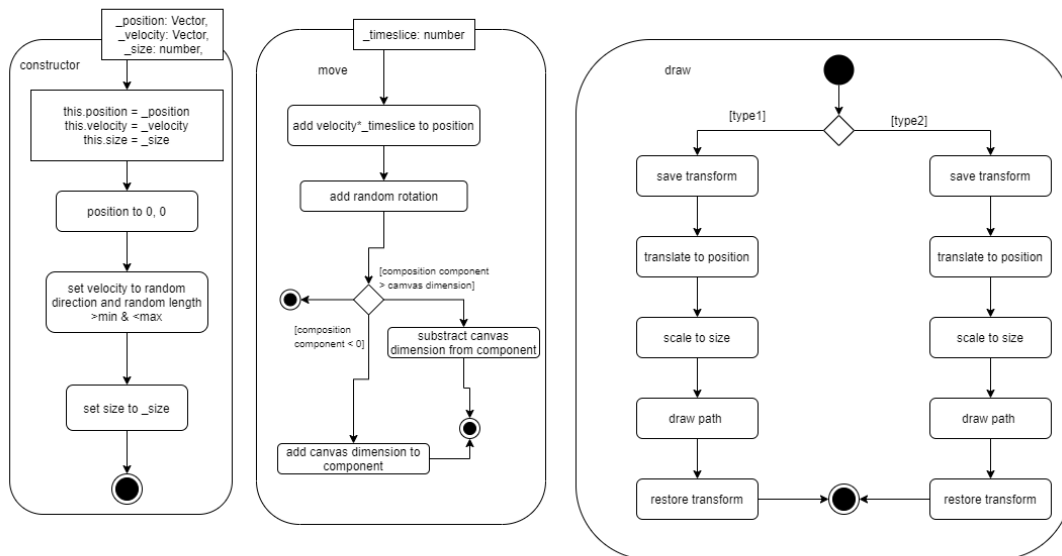 _position: Vector,
_velocity: Vector,
_size: number,
constructor
this.position = _position
this.velocity = _velocity
this.size = _size
position to 0, 0
set velocity to random
direction and random length
>min & <max
set size to _size
_timeslice: number
move
add velocity*_timeslice to position
add random rotation
[composition component
> camvas dimension]
[composition
component < 0]
substract canvas
dimension from component
add canvas dimension to
component
draw
[type1]
[type2]
save transform
translate to position
scale to size
draw path
restore transform
save transform
translate to position
scale to size
draw path
restore transform